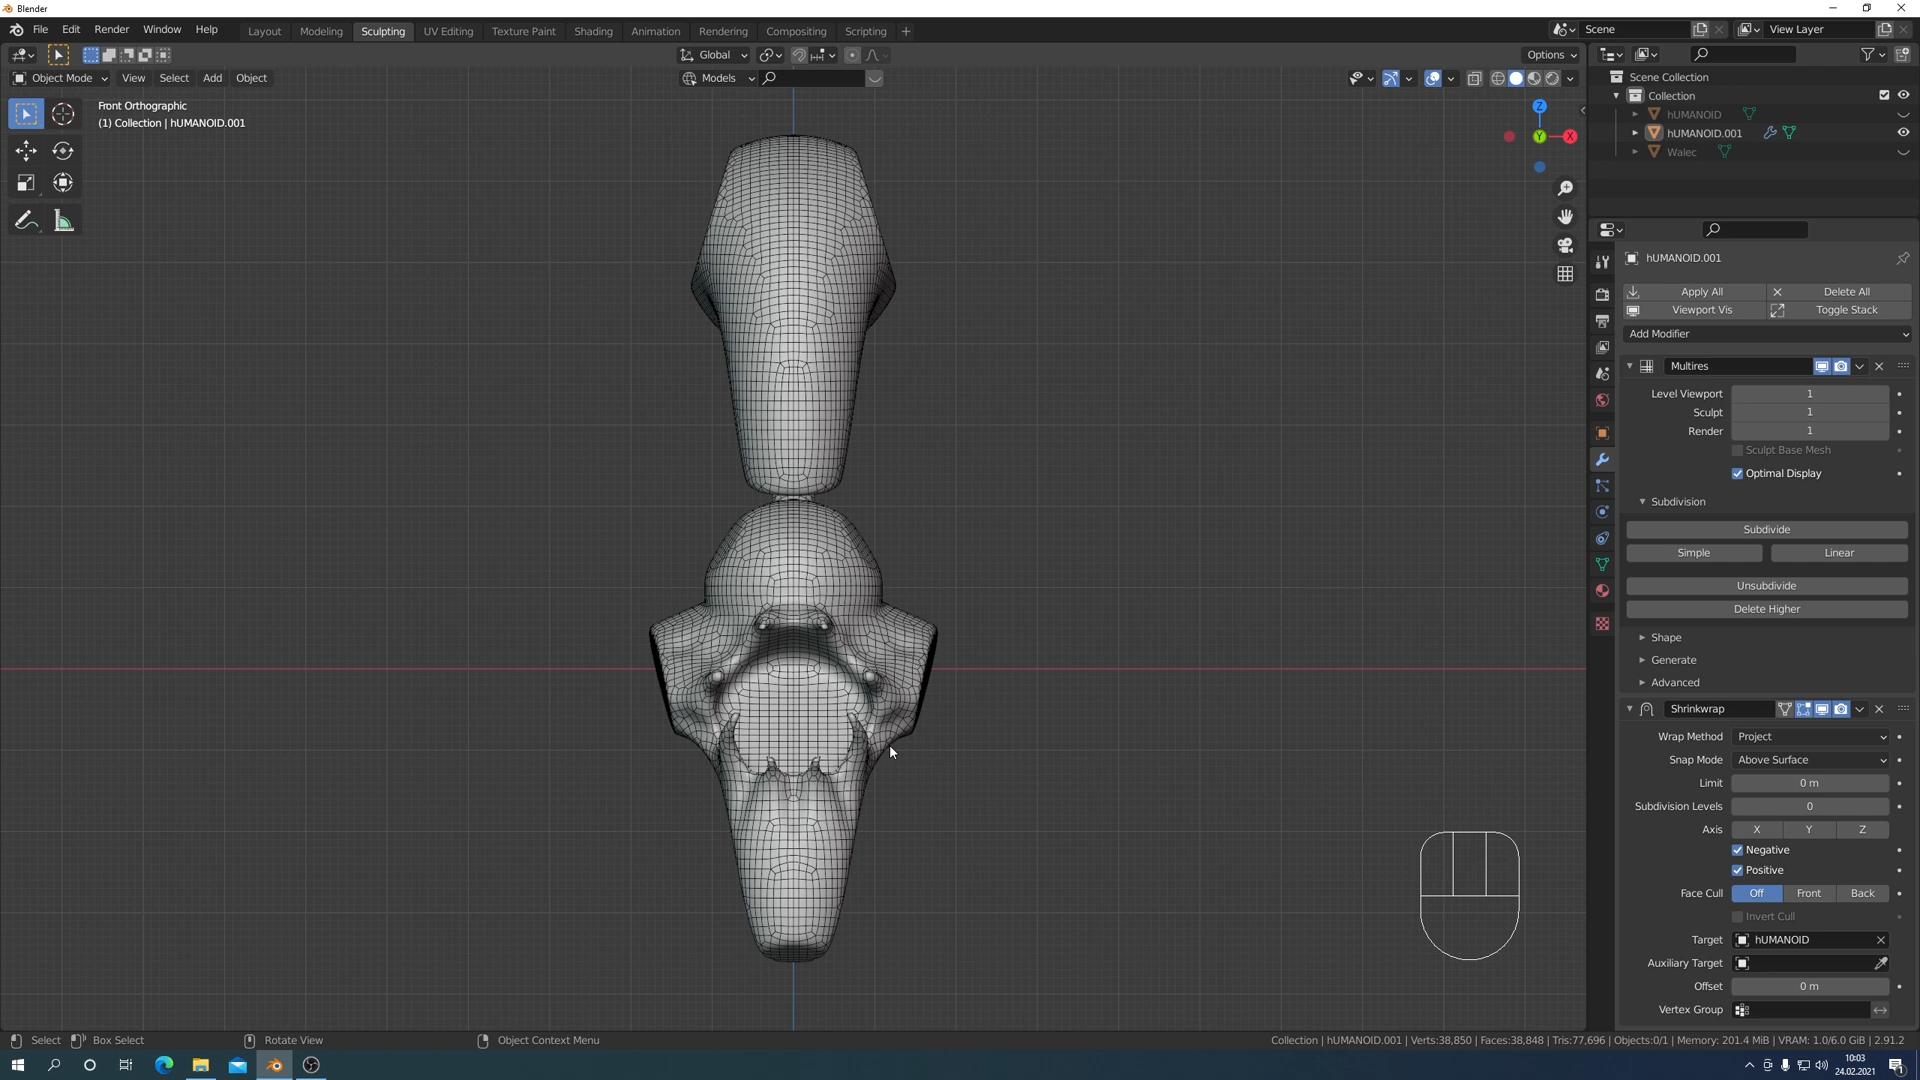 Blender
File Edit Render Window Help
Layout Modeling Sculpting UV Editing Texture Paint Shading Animation Rendering Compositing Scripting +
Scene
View Layer
Global
Options
Object Mode View Select Add Object
Models
Front Orthographic
(1) Collection | hUMANOID.001
Z
Y
X
Scene Collection
Collection
hUMANOID
hUMANOID.001
Walec
hUMANOID.001
Apply All Delete All
Viewport Vis Toggle Stack
Add Modifier
Multires
Level Viewport 1
Sculpt 1
Render 1
Sculpt Base Mesh
Optimal Display
Subdivision
Subdivide
Simple Linear
Unsubdivide
Delete Higher
Shape
Generate
Advanced
Shrinkwrap
Wrap Method Project
Snap Mode Above Surface
Limit 0 m
Subdivision Levels 0
Axis X Y Z
Negative
Positive
Face Cull Off Front Back
Invert Cull
Target hUMANOID
Auxiliary Target
Offset 0 m
Vertex Group
Select Box Select Rotate View Object Context Menu
Collection | hUMANOID.001 | Verts:38,850 | Faces:38,848 | Tris:77,696 | Objects:0/1 | Memory: 201.4 MiB | VRAM: 1.0/6.0 GiB | 2.91.2
10:03
24.02.2021